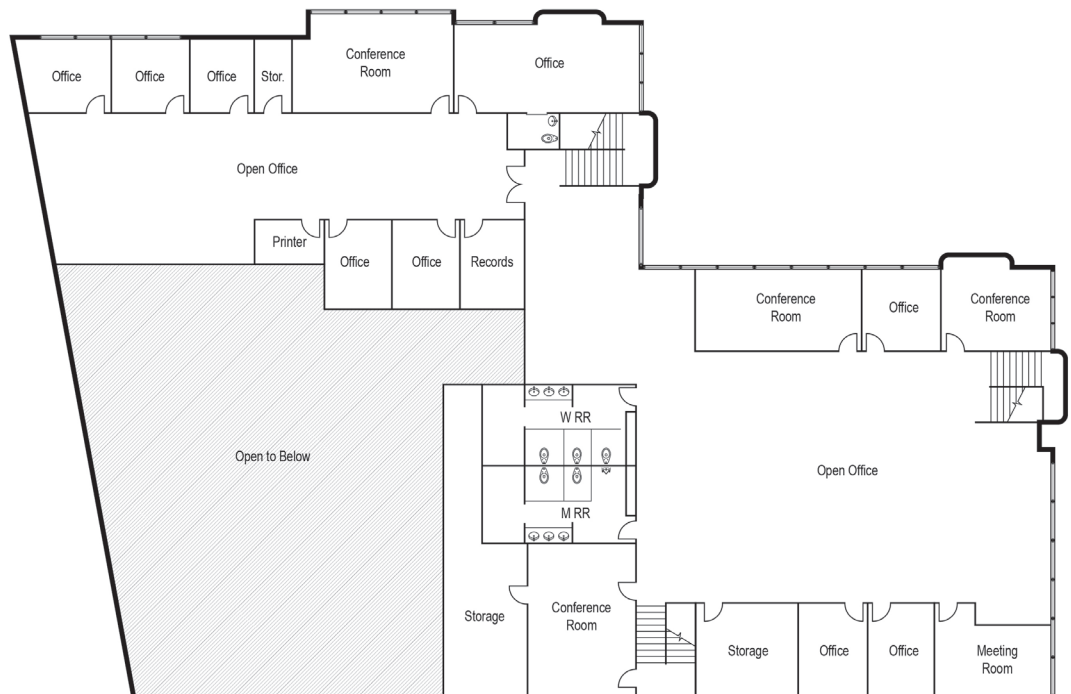 Conference
Room
Office
Office
Office
Office
Stor.
Open Office
Printer
Office
Office
Records
Conference
Room
Office
Conference
Room
W RR
Open to Below
Open Office
M RR
Storage
Conference
Room
Storage
Office
Office
Meeting
Room